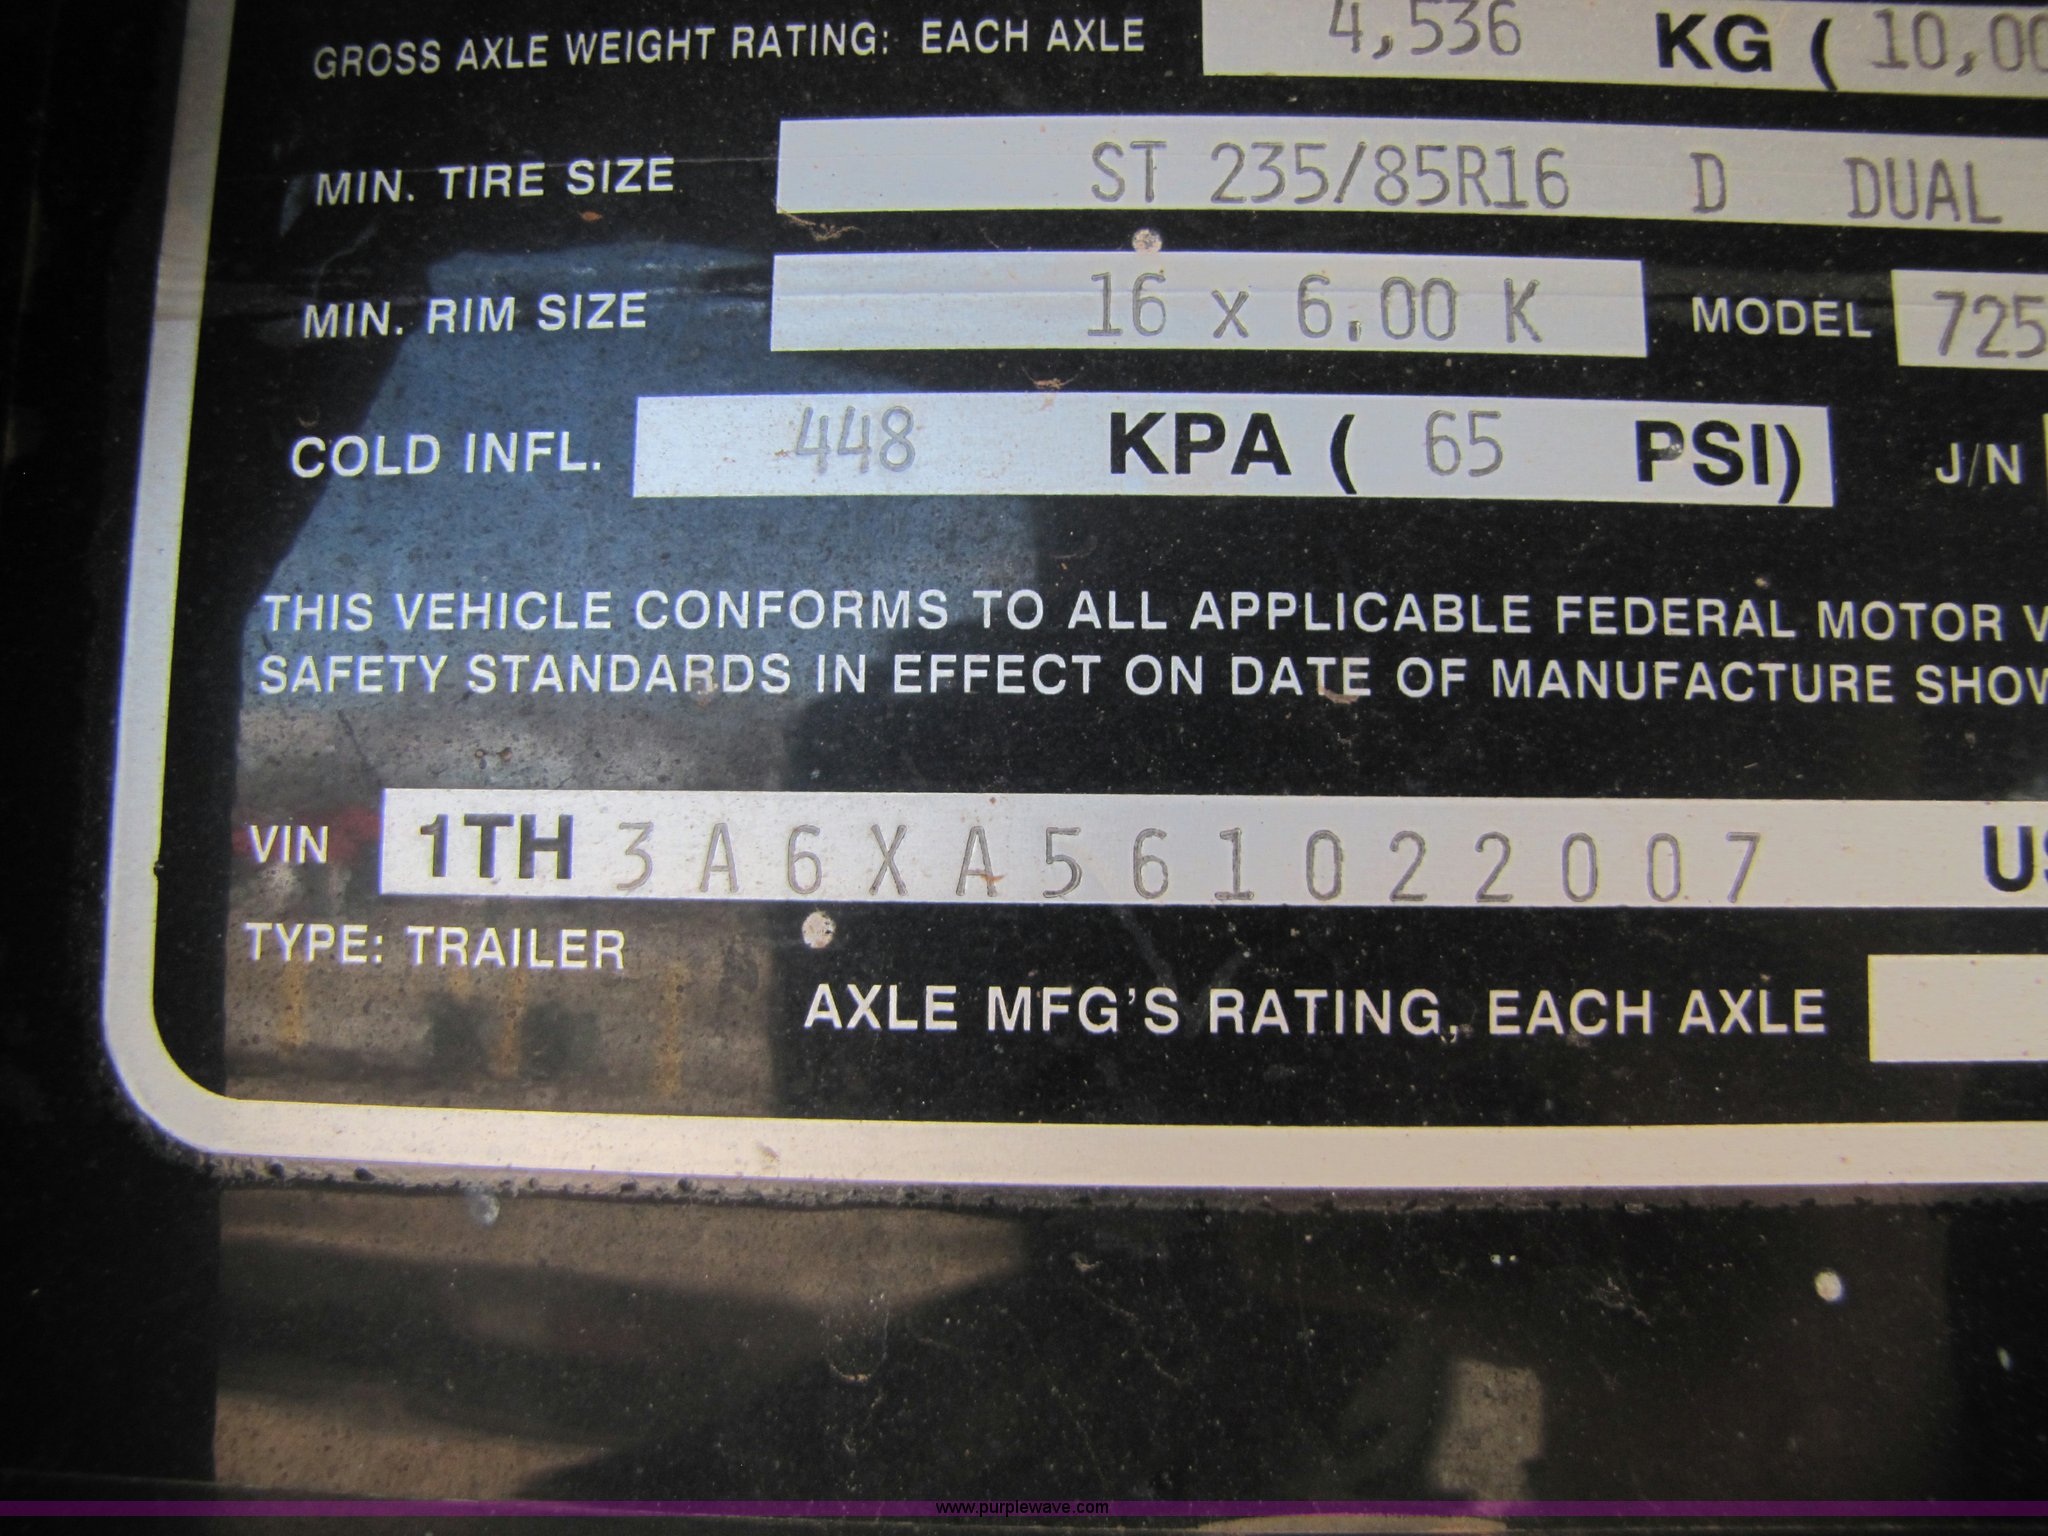 GROSS AXLE WEIGHT RATING: EACH AXLE 4,536 KG ( 10,00
MIN. TIRE SIZE ST 235/85R16 D DUAL
MIN. RIM SIZE 16 x 6.00 K MODEL 725
COLD INFL. 448 KPA ( 65 PSI) J/N
THIS VEHICLE CONFORMS TO ALL APPLICABLE FEDERAL MOTOR V
SAFETY STANDARDS IN EFFECT ON DATE OF MANUFACTURE SHOW
VIN 1TH3A6XA561022007 US
TYPE: TRAILER
AXLE MFG'S RATING, EACH AXLE
www.purplewave.com